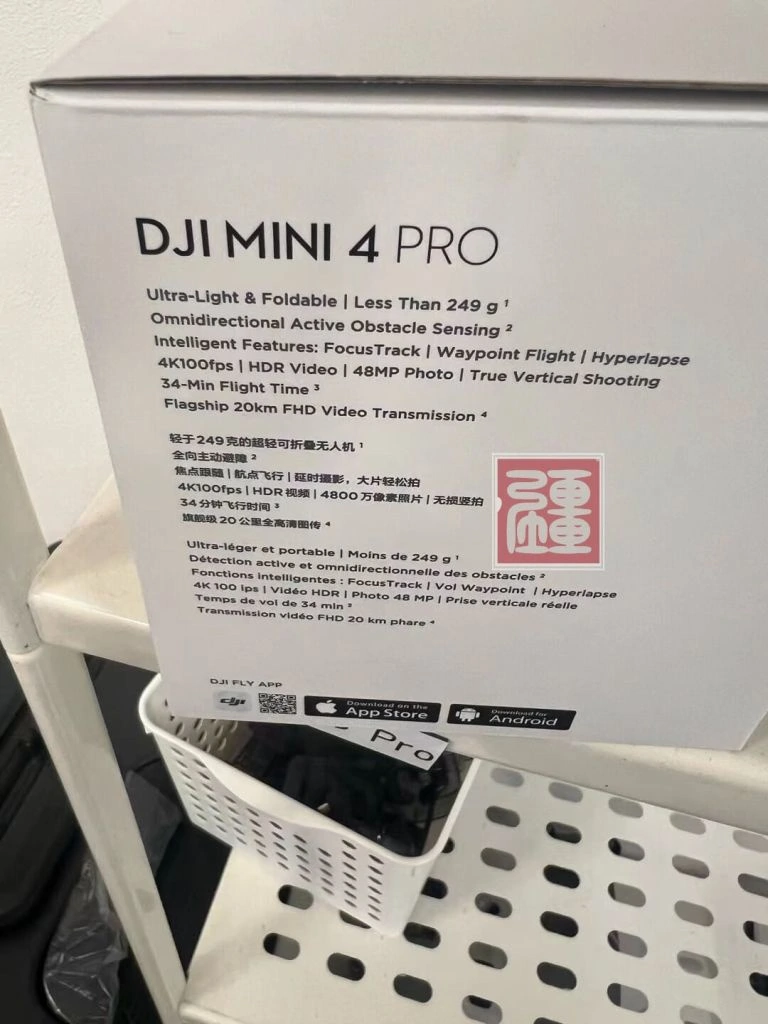 DJI MINI 4 PRO
Ultra-Light & Foldable | Less Than 249 g ¹
Omnidirectional Active Obstacle Sensing ²
Intelligent Features: FocusTrack | Waypoint Flight | Hyperlapse
4K100fps | HDR Video | 48MP Photo | True Vertical Shooting
34-Min Flight Time ³
Flagship 20km FHD Video Transmission ⁴
轻于249克的超轻可折叠无人机 ¹
全向主动避障 ²
焦点跟随 | 航点飞行 | 延时摄影，大片轻松拍
4K100fps | HDR 视频 | 4800 万像素照片 | 无损竖拍
34 分钟飞行时间 ³
旗舰级 20 公里全高清图传 ⁴
Ultra-léger et portable | Moins de 249 g ¹
Détection active et omnidirectionnelle des obstacles ²
Fonctions intelligentes : FocusTrack | Vol Waypoint | Hyperlapse
4K 100 ips | Vidéo HDR | Photo 48 MP | Prise verticale réelle
Temps de vol de 34 min ³
Transmission vidéo FHD 20 km phare ⁴
DJI FLY APP
dji
Download on the
App Store
Download for
Android
Pro